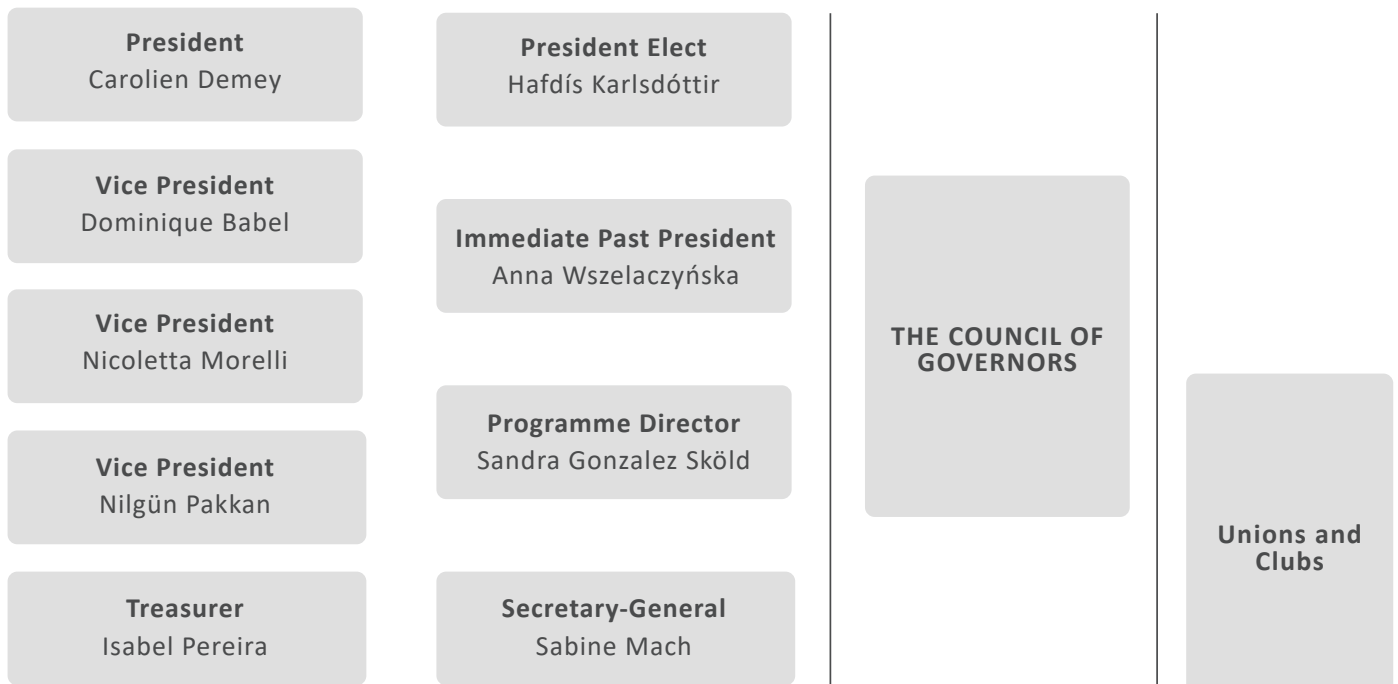 President
Carolien Demey
Vice President
Dominique Babel
Vice President
Nicoletta Morelli
Vice President
Nilgün Pakkan
Treasurer
Isabel Pereira
President Elect
Hafdís Karlsdóttir
Immediate Past President
Anna Wszelaczyńska
Programme Director
Sandra Gonzalez Sköld
Secretary-General
Sabine Mach
THE COUNCIL OF
GOVERNORS
Unions and
Clubs